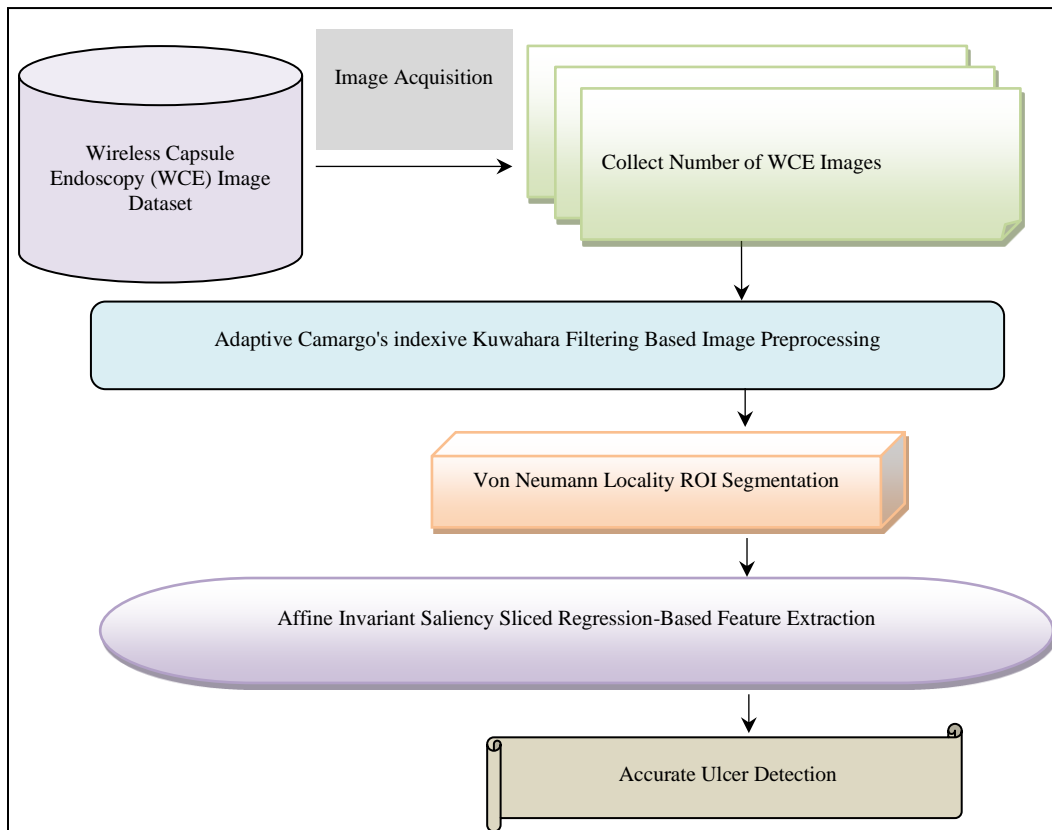 Image Acquisition
Wireless Capsule
Endoscopy (WCE) Image
Dataset
Collect Number of WCE Images
Adaptive Camargo's indexive Kuwahara Filtering Based Image Preprocessing
Von Neumann Locality ROI Segmentation
Affine Invariant Saliency Sliced Regression-Based Feature Extraction
Accurate Ulcer Detection